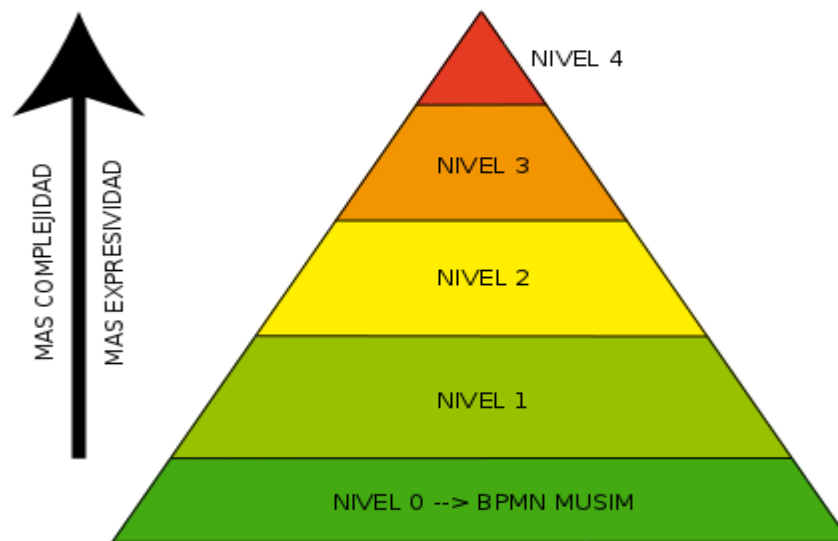 NIVEL 4
NIVEL 3
NIVEL 2
NIVEL 1
NIVEL 0 --> BPMN MUSIM
MAS COMPLEJIDAD
MAS EXPRESIVIDAD